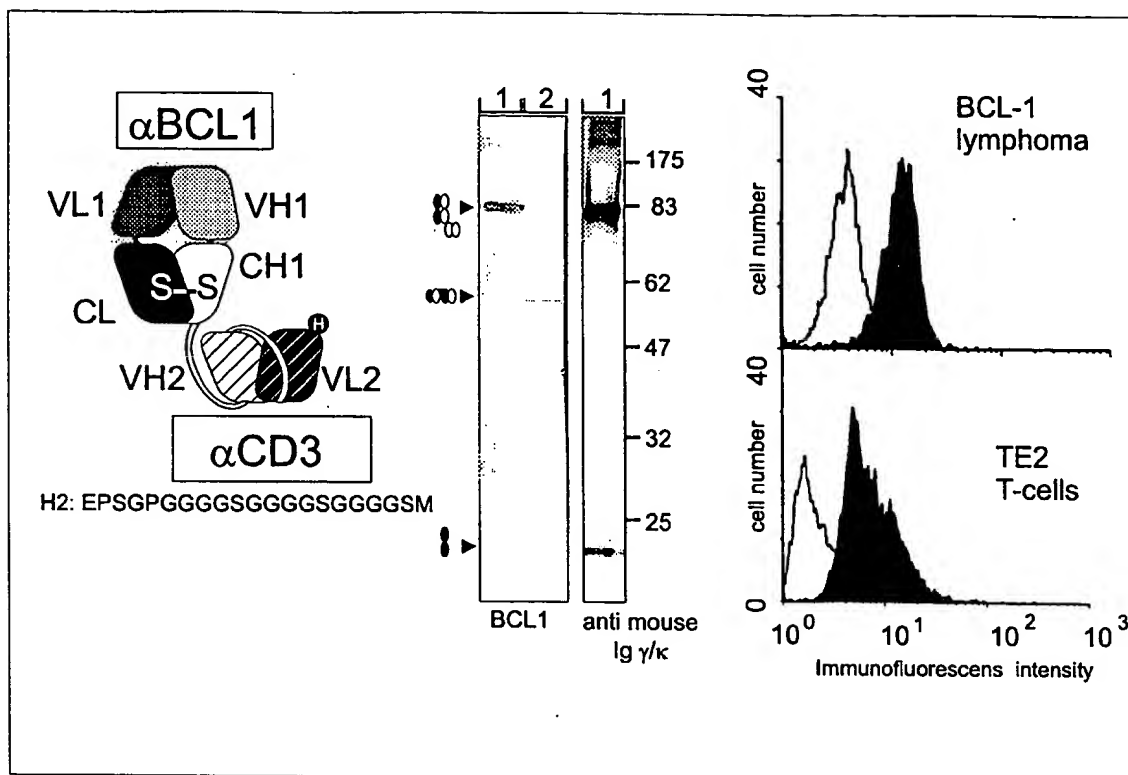 αBCL1
VL1
VH1
CH1
S--S
CL
H
VH2
VL2
αCD3
H2: EPSGPGGGGSGGGGSGGGGSM
1 2
1
175
83
62
47
32
25
BCL1
anti mouse
Ig γ/κ
40
cell number
0
BCL-1
lymphoma
40
cell number
0
TE2
T-cells
10⁰ 10¹ 10² 10³
Immunofluorescens intensity